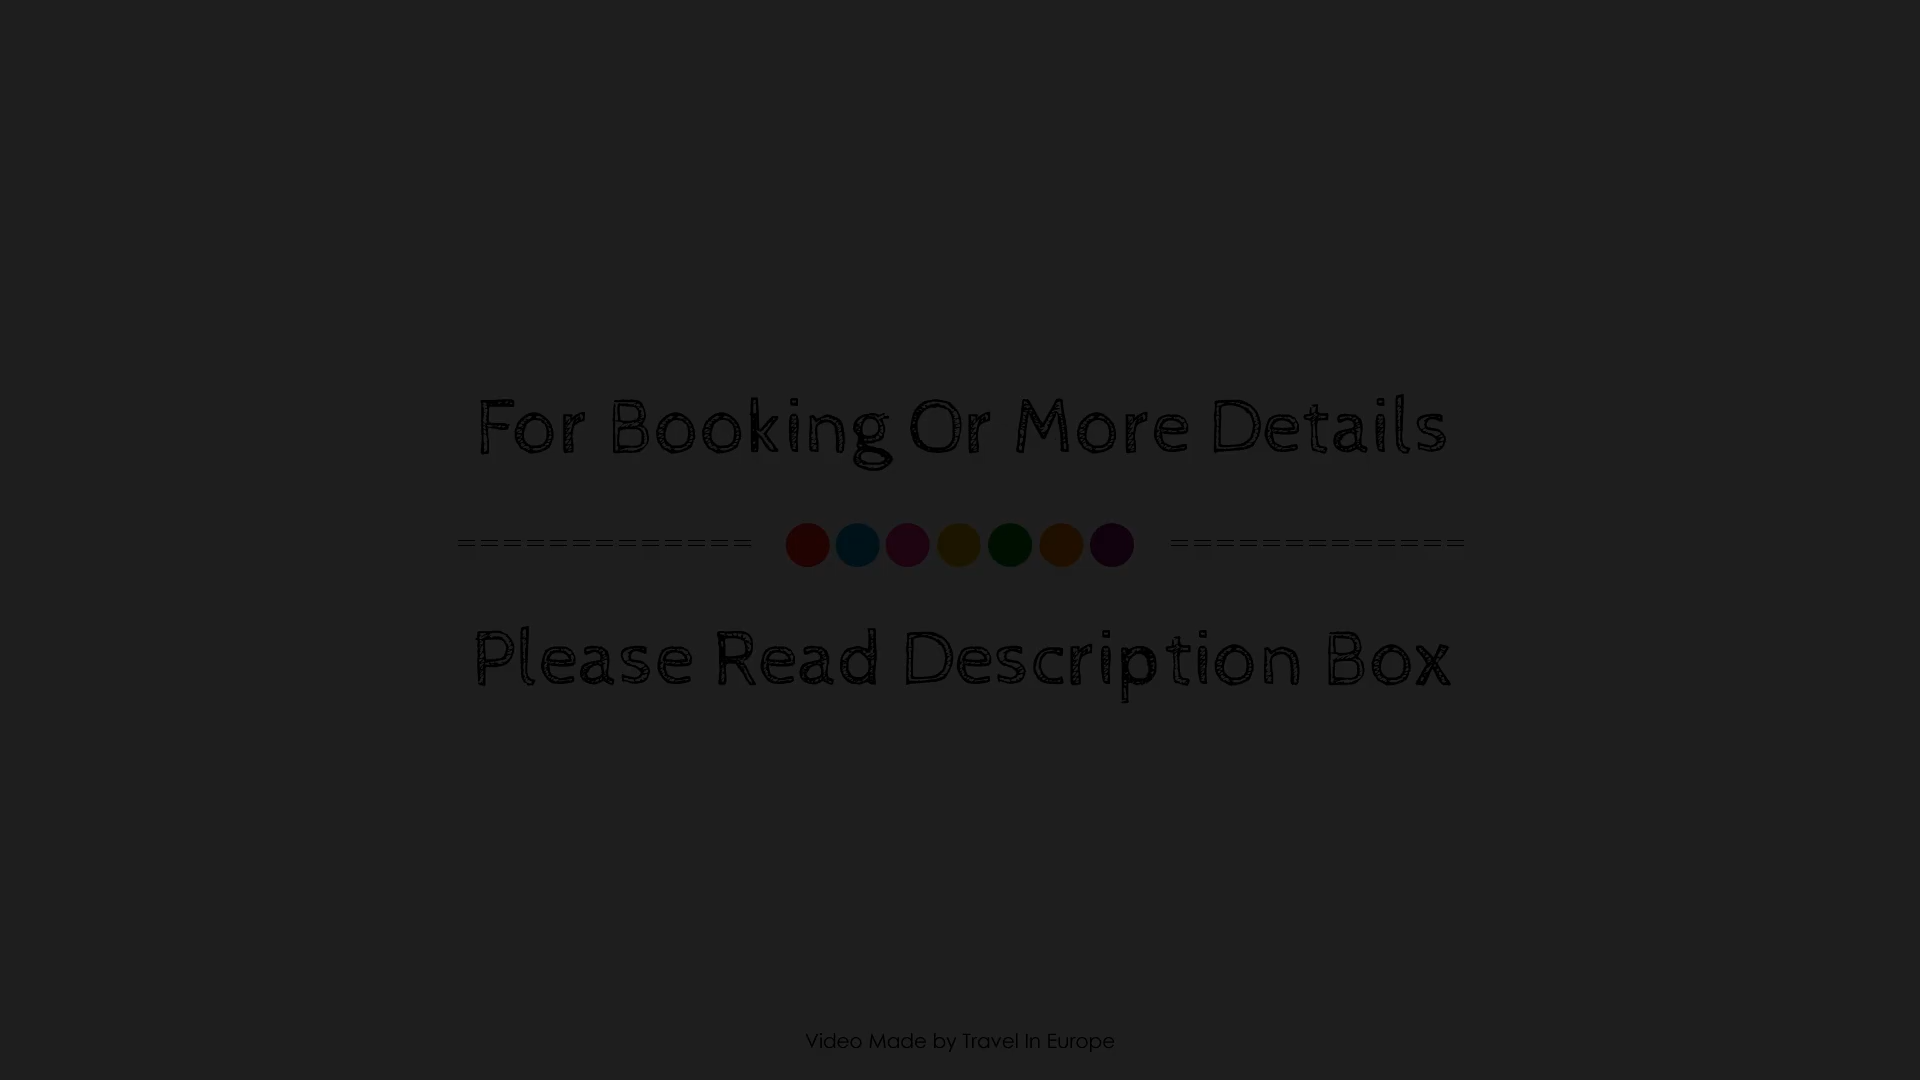 For Booking Or More Details
============= =============
Please Read Description Box
Video Made by Travel In Europe